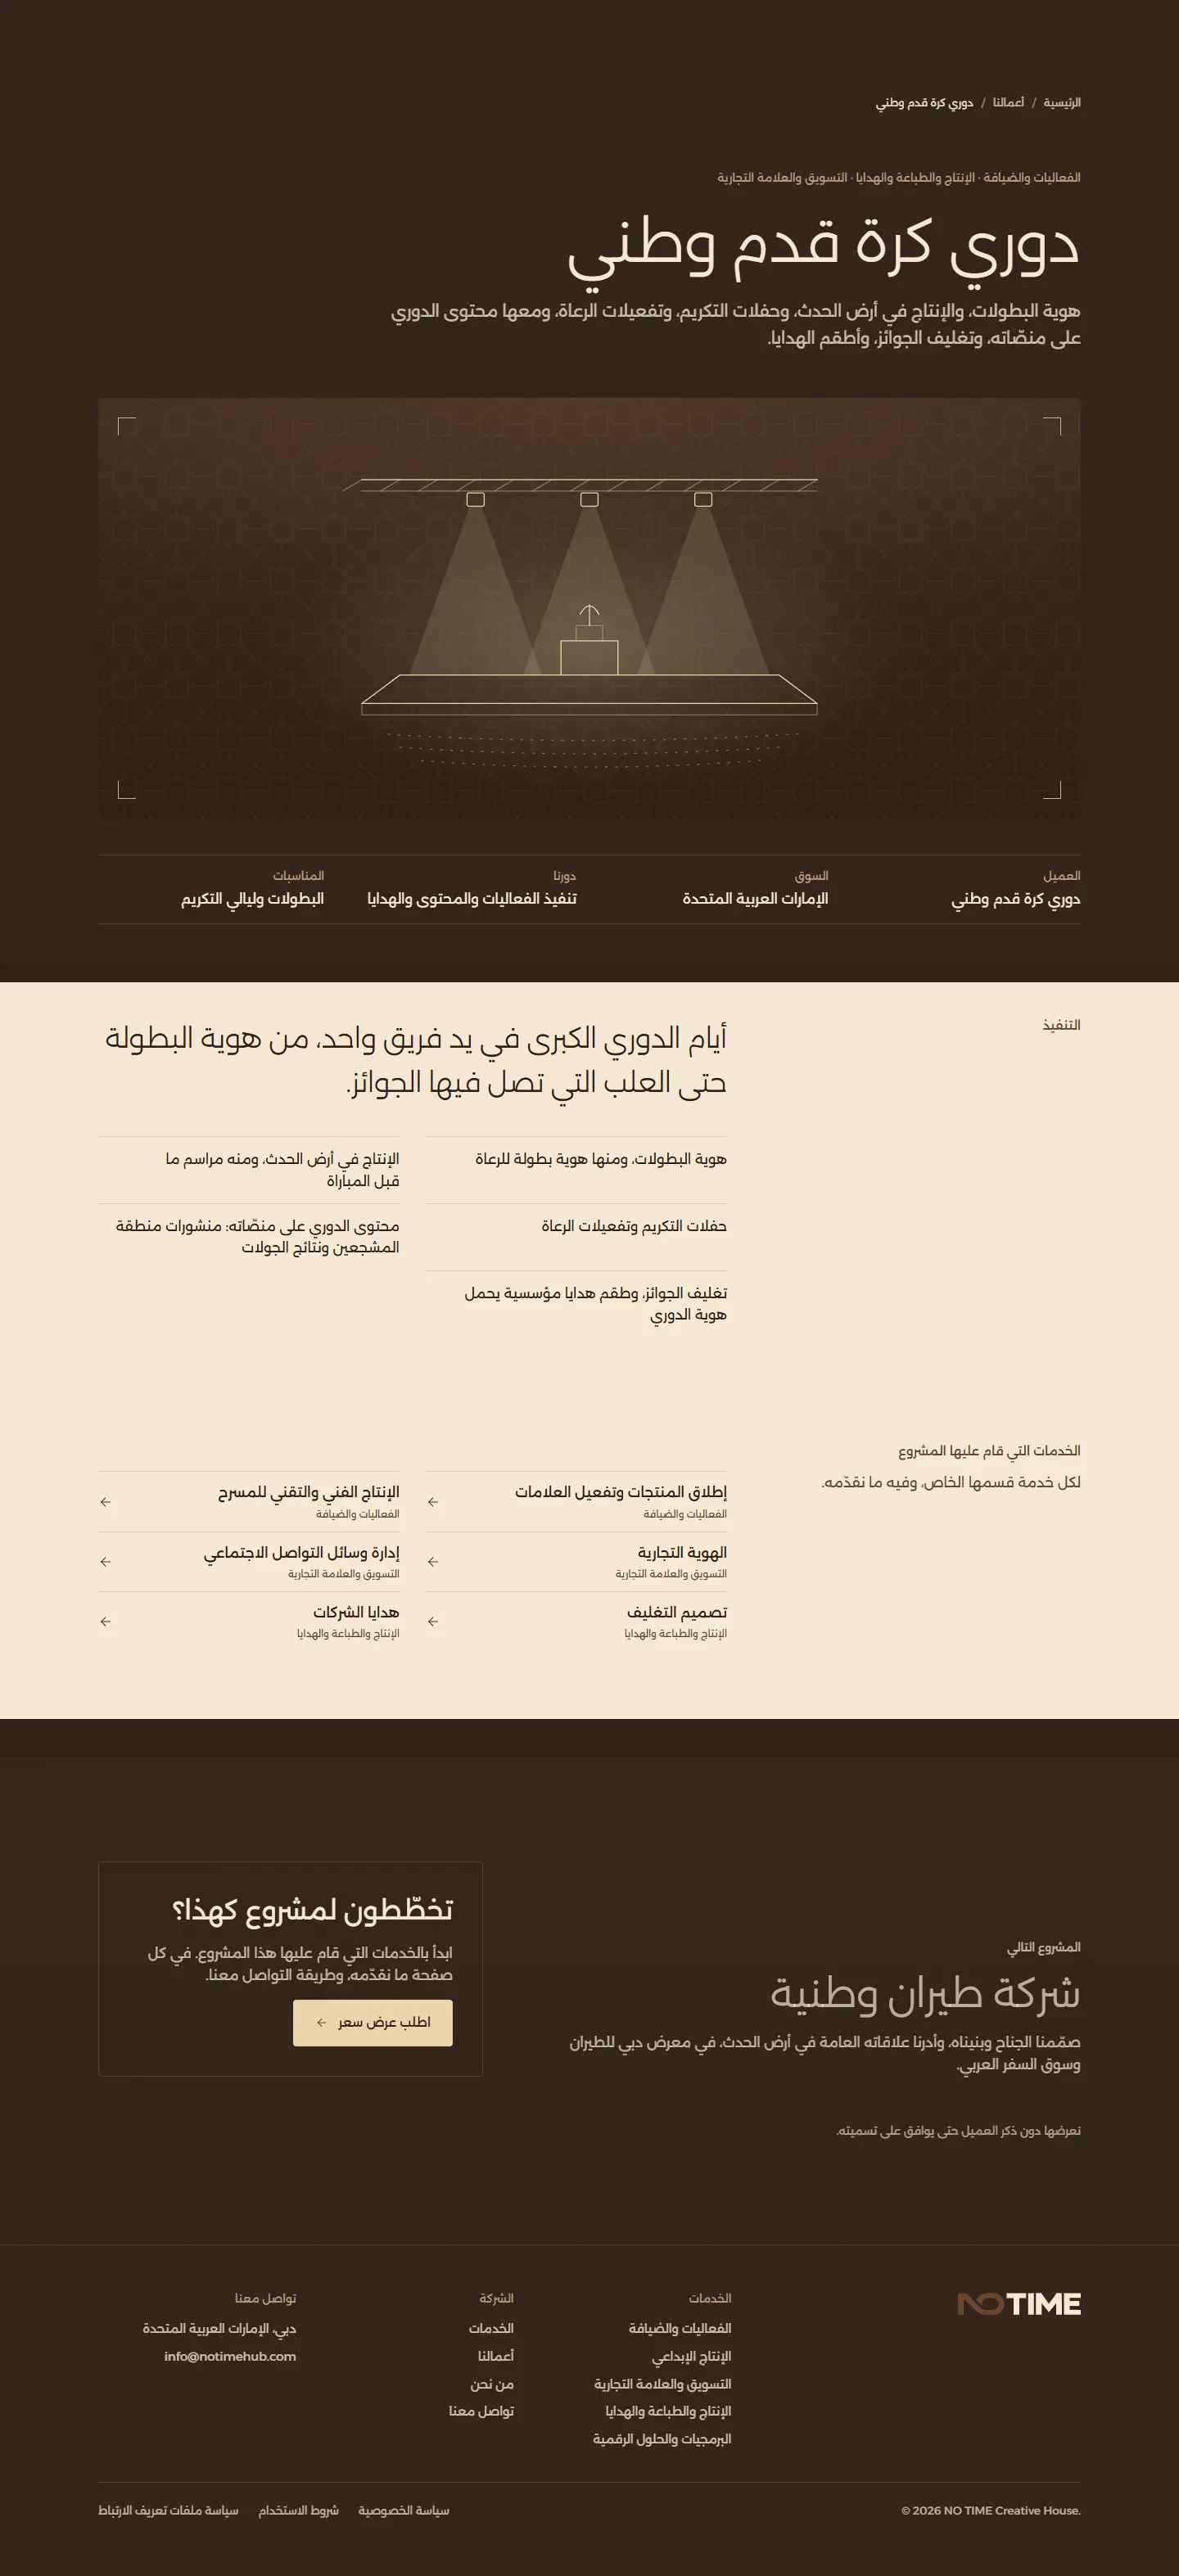 الرئيسية / أعمالنا / دوري كرة قدم وطني
الفعاليات والضيافة · الإنتاج والطباعة والهدايا · التسويق والعلامة التجارية
دوري كرة قدم وطني
هوية البطولات، والإنتاج في أرض الحدث، وحفلات التكريم، وتفعيلات الرعاة، ومعها محتوى الدوري
على منصّاته، وتغليف الجوائز، وأطقم الهدايا.
العميل
دوري كرة قدم وطني
السوق
الإمارات العربية المتحدة
دورنا
تنفيذ الفعاليات والمحتوى والهدايا
المناسبات
البطولات وليالي التكريم
التنفيذ
أيام الدوري الكبرى في يد فريق واحد، من هوية البطولة
حتى العلب التي تصل فيها الجوائز.
هوية البطولات، ومنها هوية بطولة للرعاة
الإنتاج في أرض الحدث، ومنه مراسم ما
قبل المباراة
حفلات التكريم وتفعيلات الرعاة
محتوى الدوري على منصّاته: منشورات منطقة
المشجعين ونتائج الجولات
تغليف الجوائز، وطقم هدايا مؤسسية يحمل
هوية الدوري
الخدمات التي قام عليها المشروع
لكل خدمة قسمها الخاص، وفيه ما نقدّمه.
إطلاق المنتجات وتفعيل العلامات
الفعاليات والضيافة
الإنتاج الفني والتقني للمسرح
الفعاليات والضيافة
الهوية التجارية
التسويق والعلامة التجارية
إدارة وسائل التواصل الاجتماعي
التسويق والعلامة التجارية
تصميم التغليف
الإنتاج والطباعة والهدايا
هدايا الشركات
الإنتاج والطباعة والهدايا
المشروع التالي
شركة طيران وطنية
صمّمنا الجناح وبنيناه، وأدرنا علاقاته العامة في أرض الحدث، في معرض دبي للطيران
وسوق السفر العربي.
نعرضها دون ذكر العميل حتى يوافق على تسميته.
تخطّطون لمشروع كهذا؟
ابدأ بالخدمات التي قام عليها هذا المشروع. في كل
صفحة ما نقدّمه، وطريقة التواصل معنا.
اطلب عرض سعر
NO TIME
الخدمات
الفعاليات والضيافة
الإنتاج الإبداعي
التسويق والعلامة التجارية
الإنتاج والطباعة والهدايا
البرمجيات والحلول الرقمية
الشركة
الخدمات
أعمالنا
من نحن
تواصل معنا
تواصل معنا
دبي، الإمارات العربية المتحدة
info@notimehub.com
© 2026 NO TIME Creative House.
سياسة الخصوصية
شروط الاستخدام
سياسة ملفات تعريف الارتباط